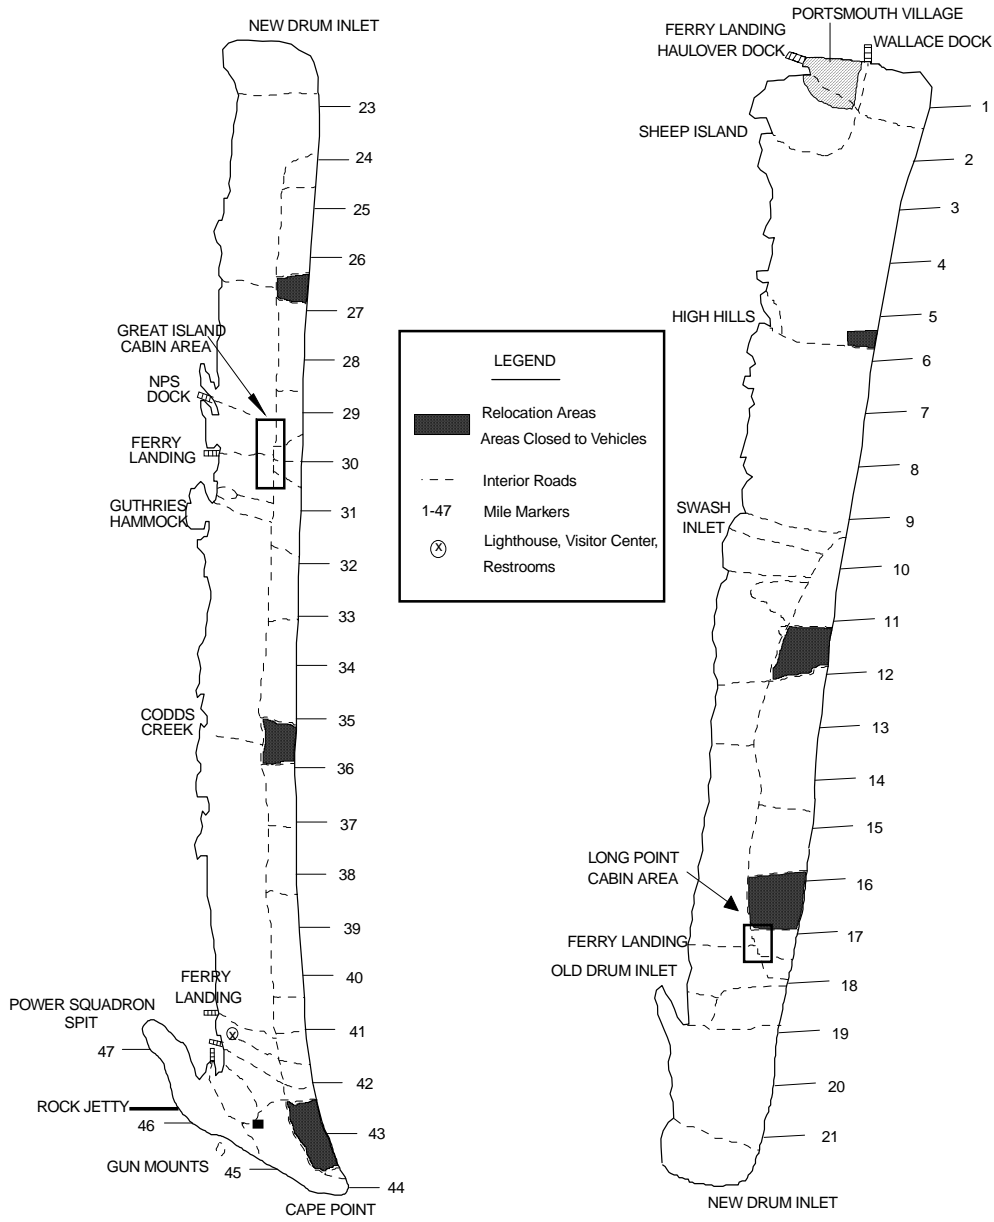 NEW DRUM INLET
23
24
25
26
27
GREAT ISLAND
CABIN AREA
28
NPS
DOCK
29
FERRY
LANDING
30
GUTHRIES
HAMMOCK
31
32
33
34
CODDS
CREEK
35
36
37
38
39
40
FERRY
LANDING
POWER SQUADRON
SPIT
41
47
42
ROCK JETTY
46
43
GUN MOUNTS
45
44
CAPE POINT
LEGEND
Relocation Areas
Areas Closed to Vehicles
Interior Roads
1-47
Mile Markers
X
Lighthouse, Visitor Center,
Restrooms
X
PORTSMOUTH VILLAGE
FERRY LANDING
HAULOVER DOCK
WALLACE DOCK
1
SHEEP ISLAND
2
3
4
HIGH HILLS
5
6
7
8
SWASH
INLET
9
10
11
12
13
14
15
LONG POINT
CABIN AREA
16
FERRY LANDING
17
OLD DRUM INLET
18
19
20
21
NEW DRUM INLET